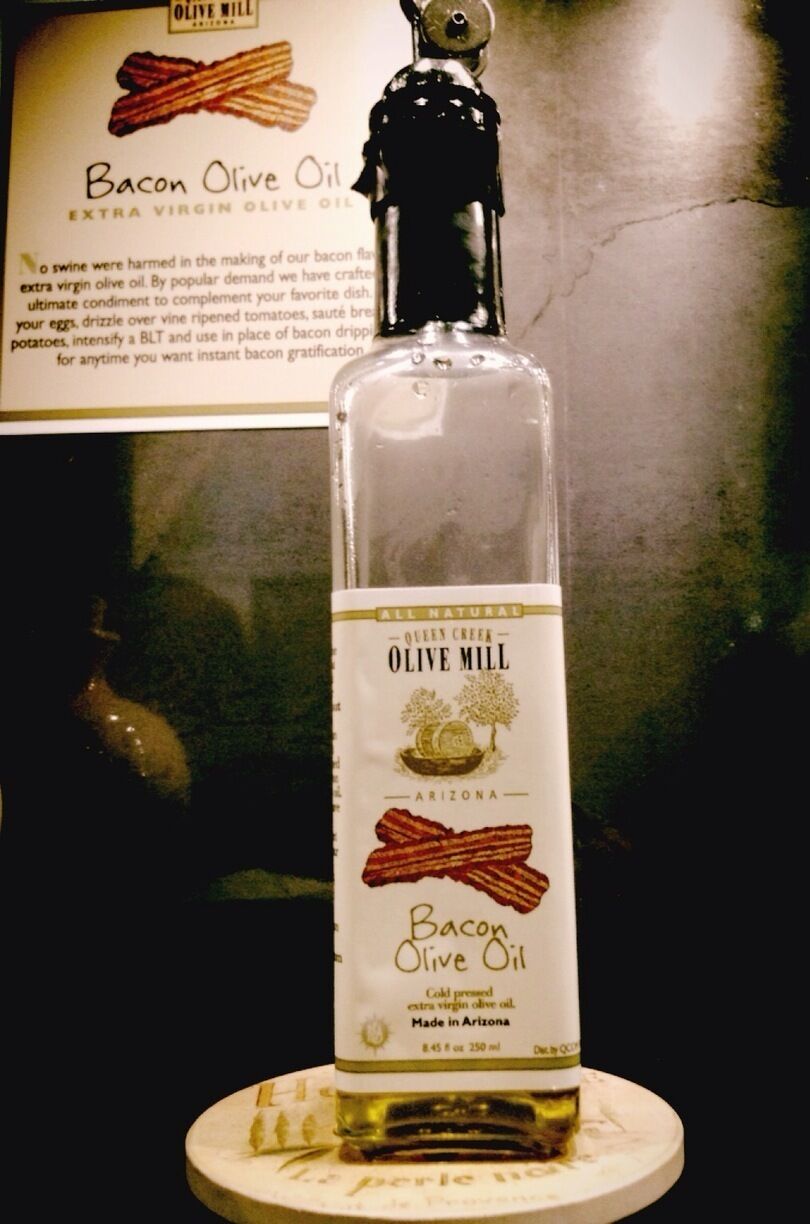 OLIVE MILL
ARIZONA
Bacon Olive Oil
EXTRA VIRGIN OLIVE OIL
No swine were harmed in the making of our bacon
extra virgin olive oil. By popular demand we have
ultimate condiment to complement your favorite dish.
your eggs, drizzle over vine ripened tomatoes, sauté
potatoes, intensify a BLT and use in place of bacon
for anytime you want instant bacon gratification
ALL NATURAL
QUEEN CREEK
OLIVE MILL
ARIZONA
Bacon
Olive Oil
Cold pressed
extra virgin olive oil.
Made in Arizona
8.45 fl oz 250 ml
Dist. by
La perle
de Provence